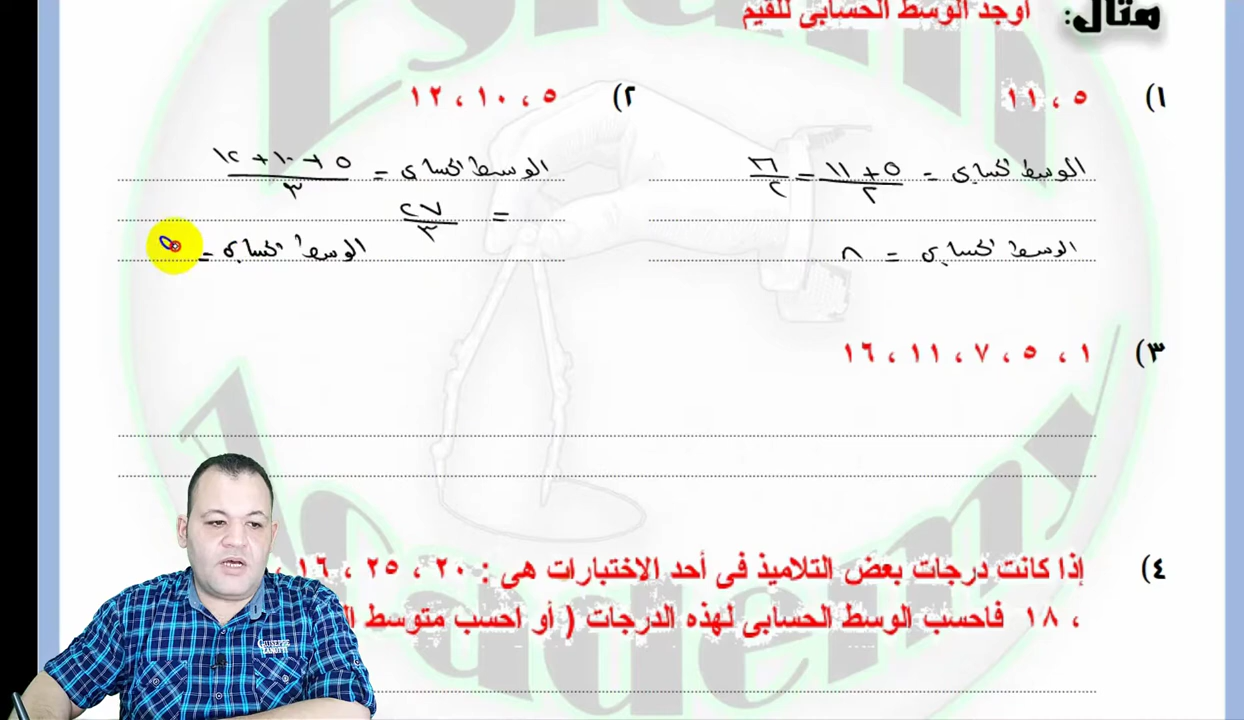 مثال: أوجد الوسط الحسابى للقيم
١) ٥ ، ١١
الوسط الحسابى = ٥ + ١١ / ٢ = ١٦ / ٢
الوسط الحسابى = ٨
٢) ٥ ، ١٠ ، ١٢
الوسط الحسابى = ٥ + ١٠ + ١٢ / ٣
= ٢٧ / ٣
الوسط الحسابى =
٣) ١ ، ٥ ، ٧ ، ١١ ، ١٦
٤) إذا كانت درجات بعض التلاميذ فى أحد الاختبارات هى : ٢٠ ، ٢٥ ، ١٦ ،
، ١٨ فاحسب الوسط الحسابى لهذه الدرجات ( أو احسب متوسط
GIUSEPPE ZANOTTI
Academy